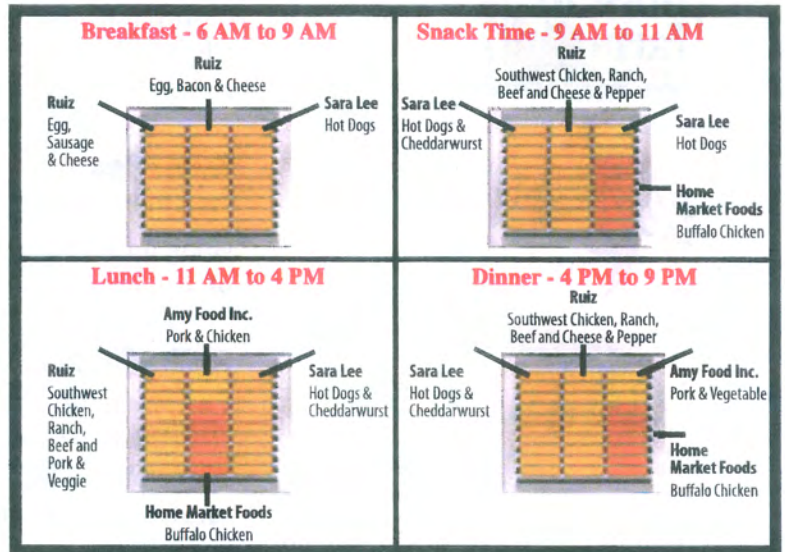 Breakfast - 6 AM to 9 AM
Ruiz
Egg, Bacon & Cheese
Ruiz
Egg,
Sausage
& Cheese
Sara Lee
Hot Dogs
Snack Time - 9 AM to 11 AM
Ruiz
Southwest Chicken, Ranch,
Beef and Cheese & Pepper
Sara Lee
Hot Dogs &
Cheddarwurst
Sara Lee
Hot Dogs
Home
Market Foods
Buffalo Chicken
Lunch - 11 AM to 4 PM
Amy Food Inc.
Pork & Chicken
Ruiz
Southwest
Chicken,
Ranch,
Beef and
Pork &
Veggie
Sara Lee
Hot Dogs &
Cheddarwurst
Home Market Foods
Buffalo Chicken
Dinner - 4 PM to 9 PM
Ruiz
Southwest Chicken, Ranch,
Beef and Cheese & Pepper
Sara Lee
Hot Dogs &
Cheddarwurst
Amy Food Inc.
Pork & Vegetable
Home
Market Foods
Buffalo Chicken